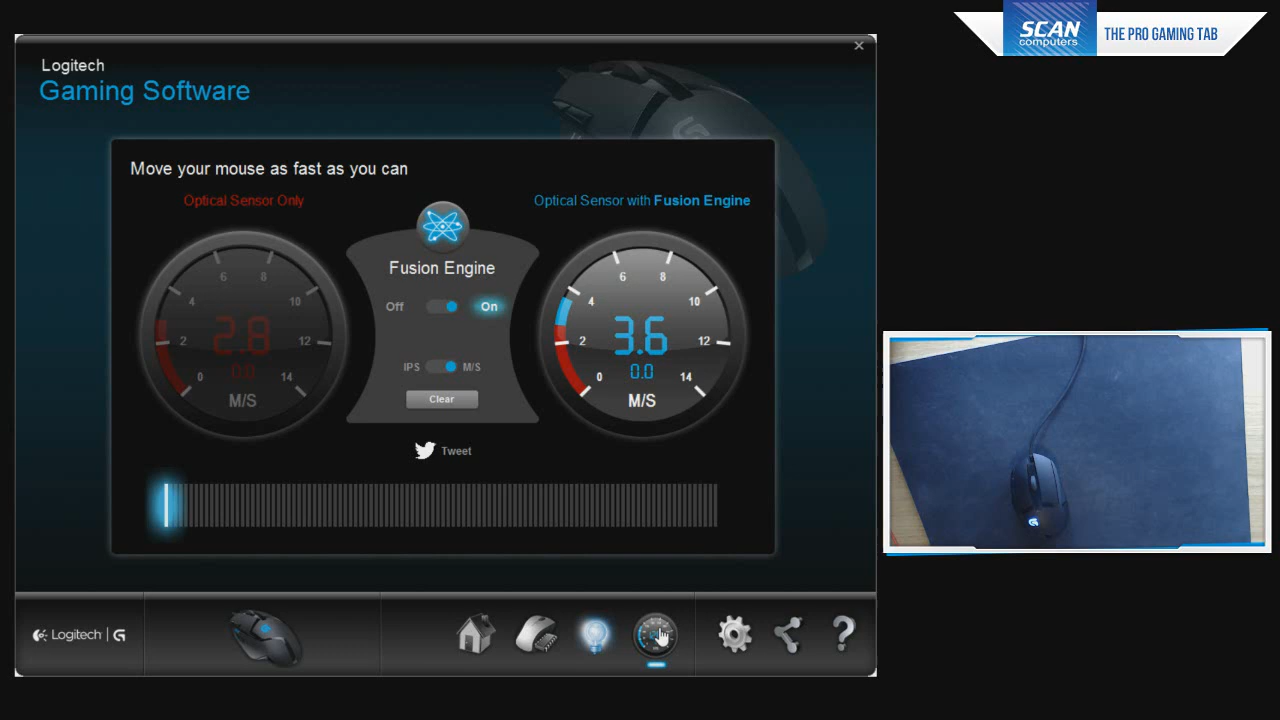 SCAN
computers
THE PRO GAMING TAB
Logitech
Gaming Software
Move your mouse as fast as you can
Optical Sensor Only
Optical Sensor with Fusion Engine
Fusion Engine
Off
On
IPS
M/S
Clear
Tweet
0
2
4
6
8
10
12
14
2.8
0.0
M/S
0
2
4
6
8
10
12
14
3.6
0.0
M/S
Logitech | G
?